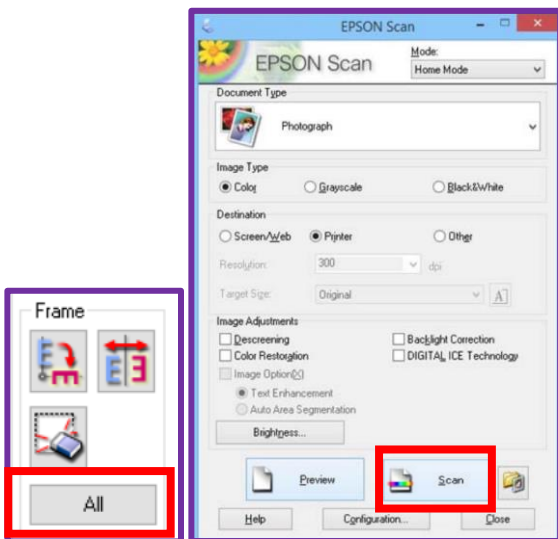 Frame
All
EPSON Scan
EPSON Scan
Mode:
Home Mode
Document Type
Photograph
Image Type
Color Grayscale Black&White
Destination
Screen/Web Printer Other
Resolution: 300 dpi
Target Size: Original A
Image Adjustments
Descreening Backlight Correction
Color Restoration DIGITAL ICE Technology
Image Option(X)
Text Enhancement
Auto Area Segmentation
Brightness...
Preview Scan
Help Configuration... Close